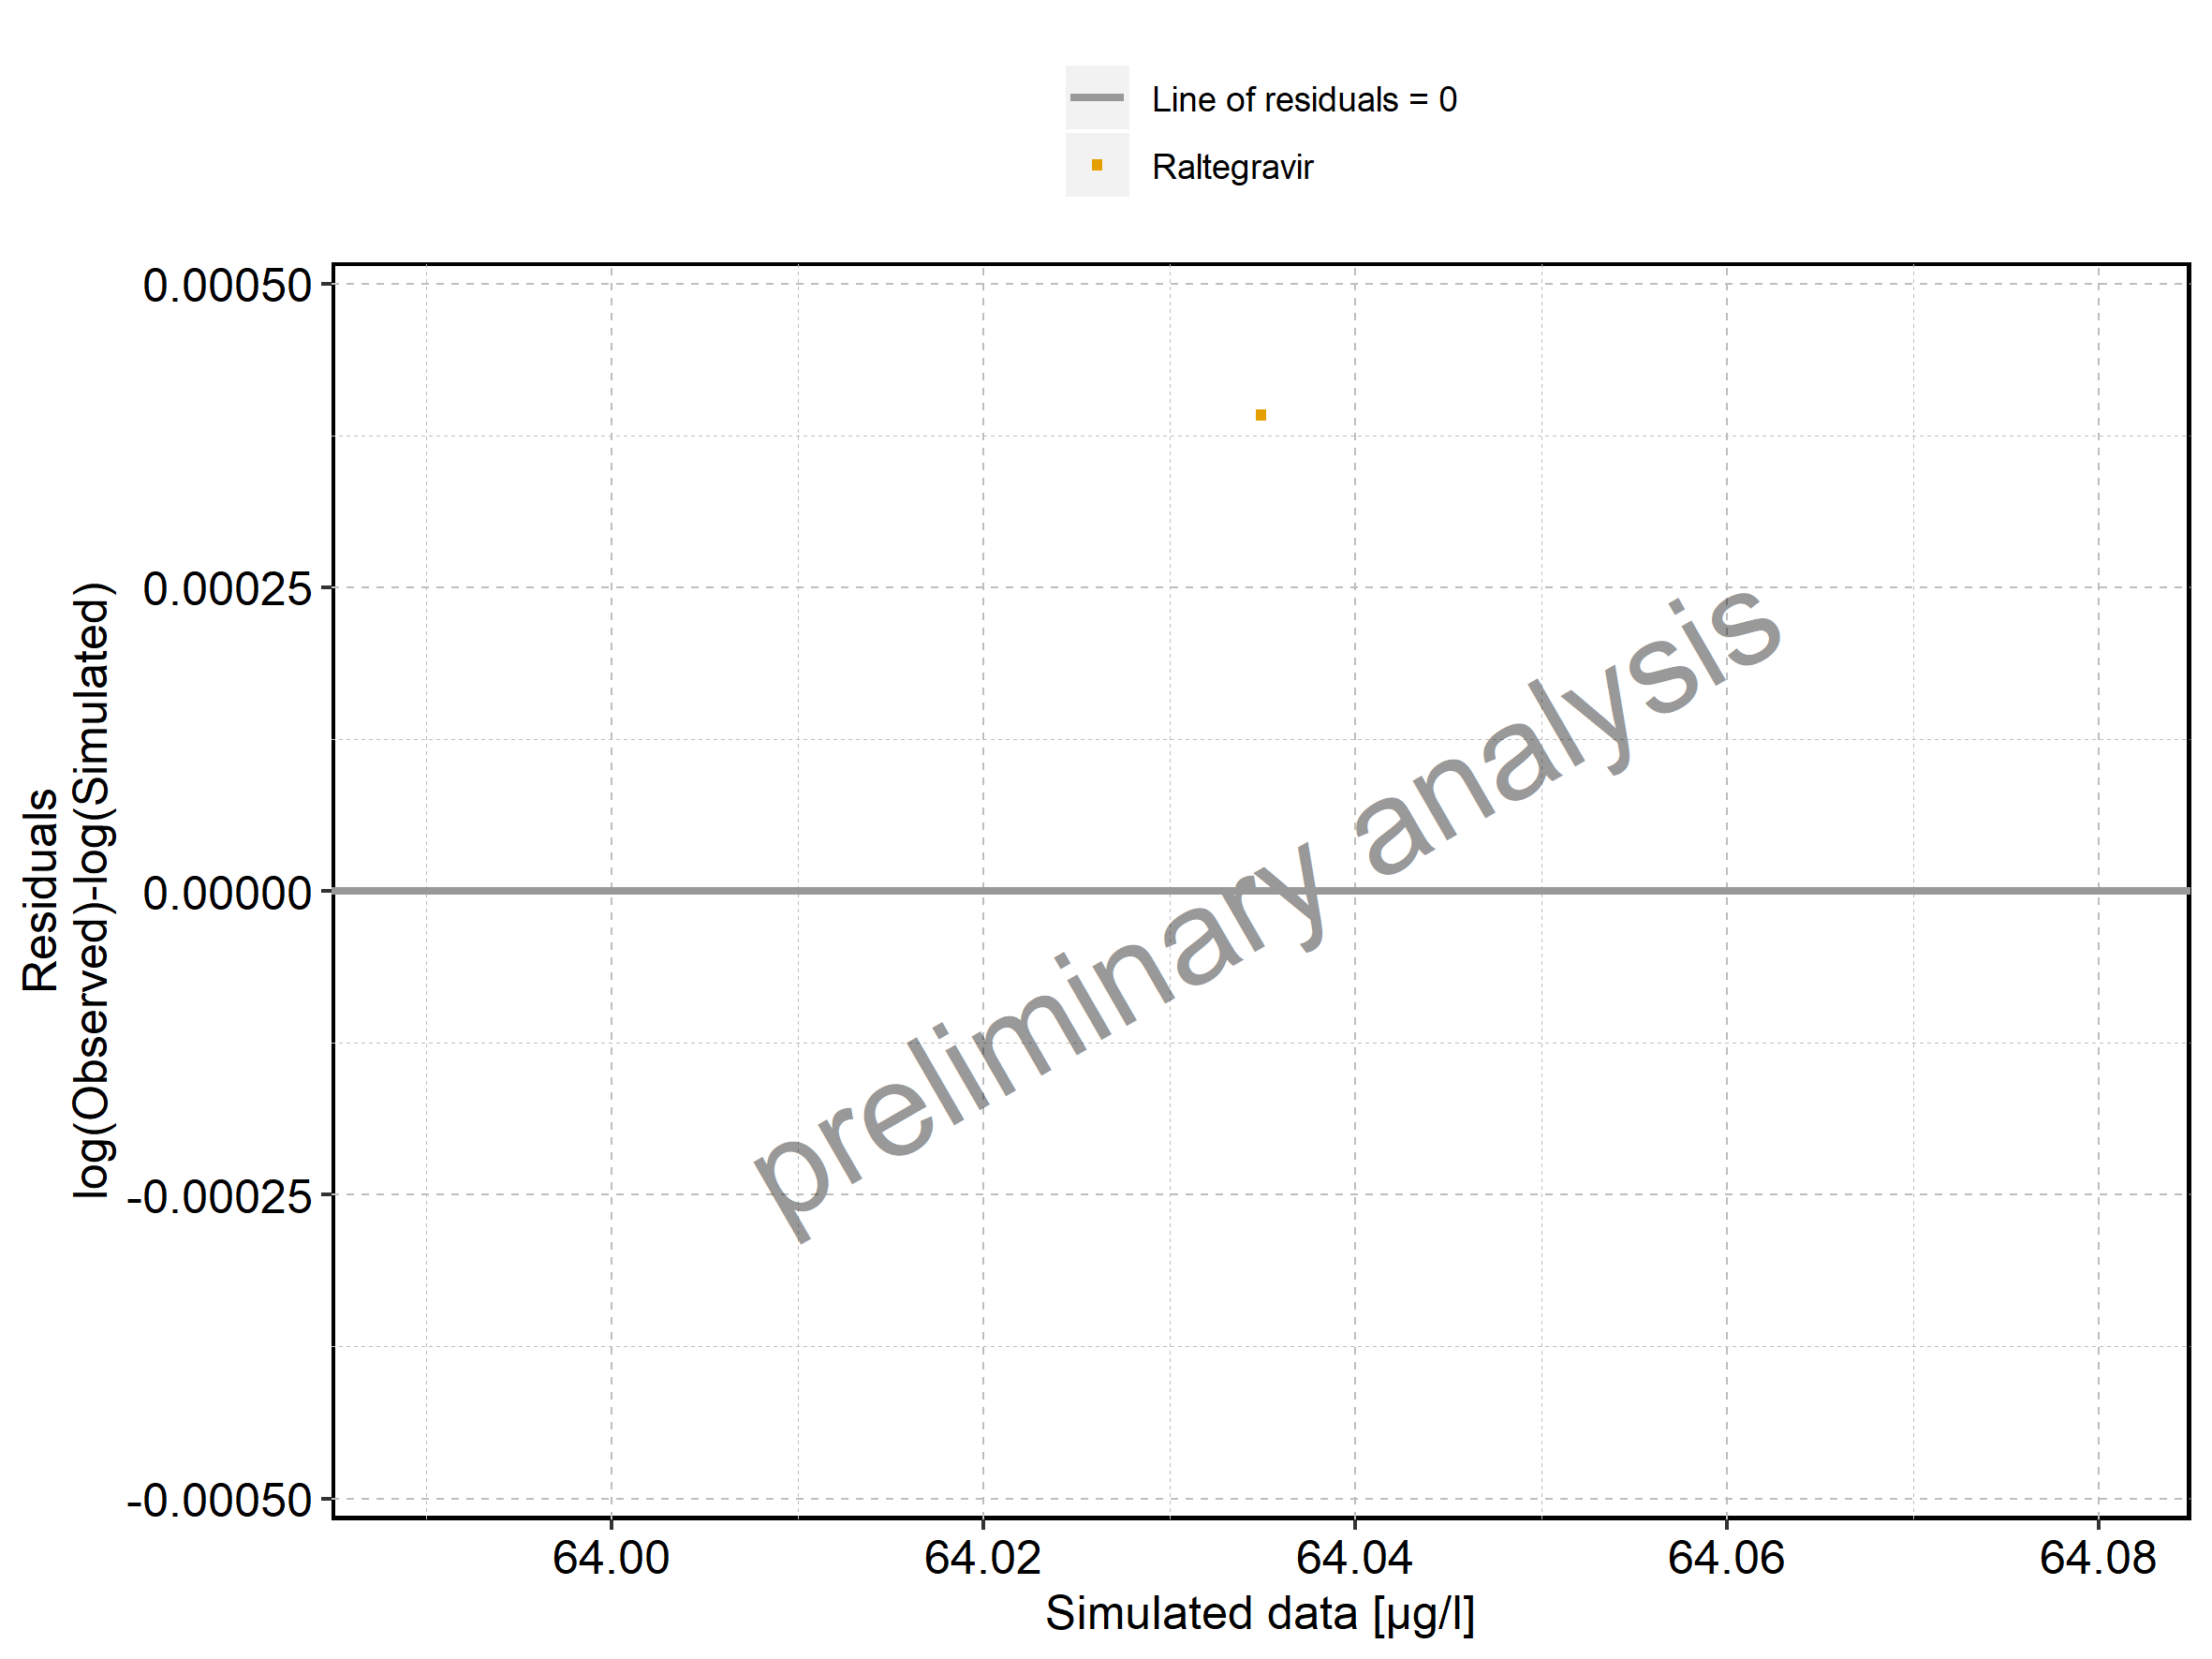 Line of residuals = 0
Raltegravir
Residuals
log(Observed)-log(Simulated)
0.00050
0.00025
0.00000
-0.00025
-0.00050
preliminary analysis
64.00 64.02 64.04 64.06 64.08
Simulated data [µg/l]